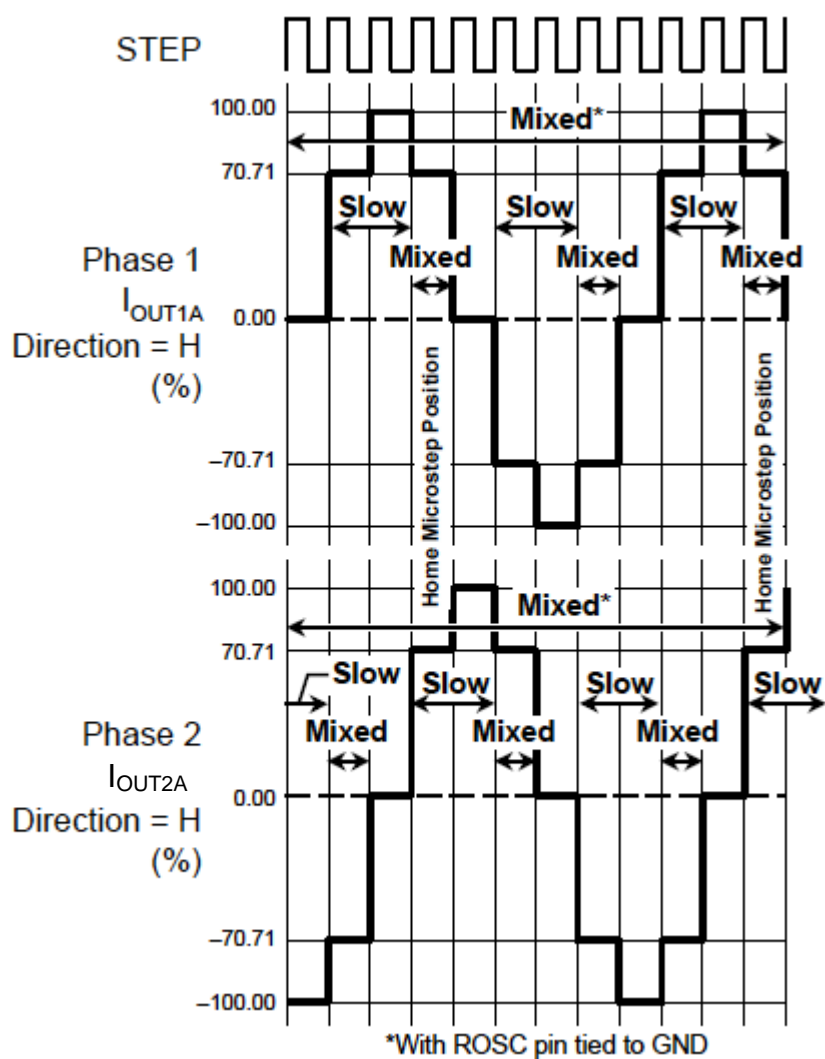 STEP
100.00
Mixed*
70.71
Slow
Slow
Slow
Mixed
Mixed
Mixed
Phase 1
IOUT1A
Direction = H
(%)
0.00
Home Microstep Position
Home Microstep Position
–70.71
–100.00
100.00
Mixed*
70.71
Slow
Slow
Slow
Slow
Mixed
Mixed
Mixed
Phase 2
IOUT2A
Direction = H
(%)
0.00
–70.71
–100.00
*With ROSC pin tied to GND